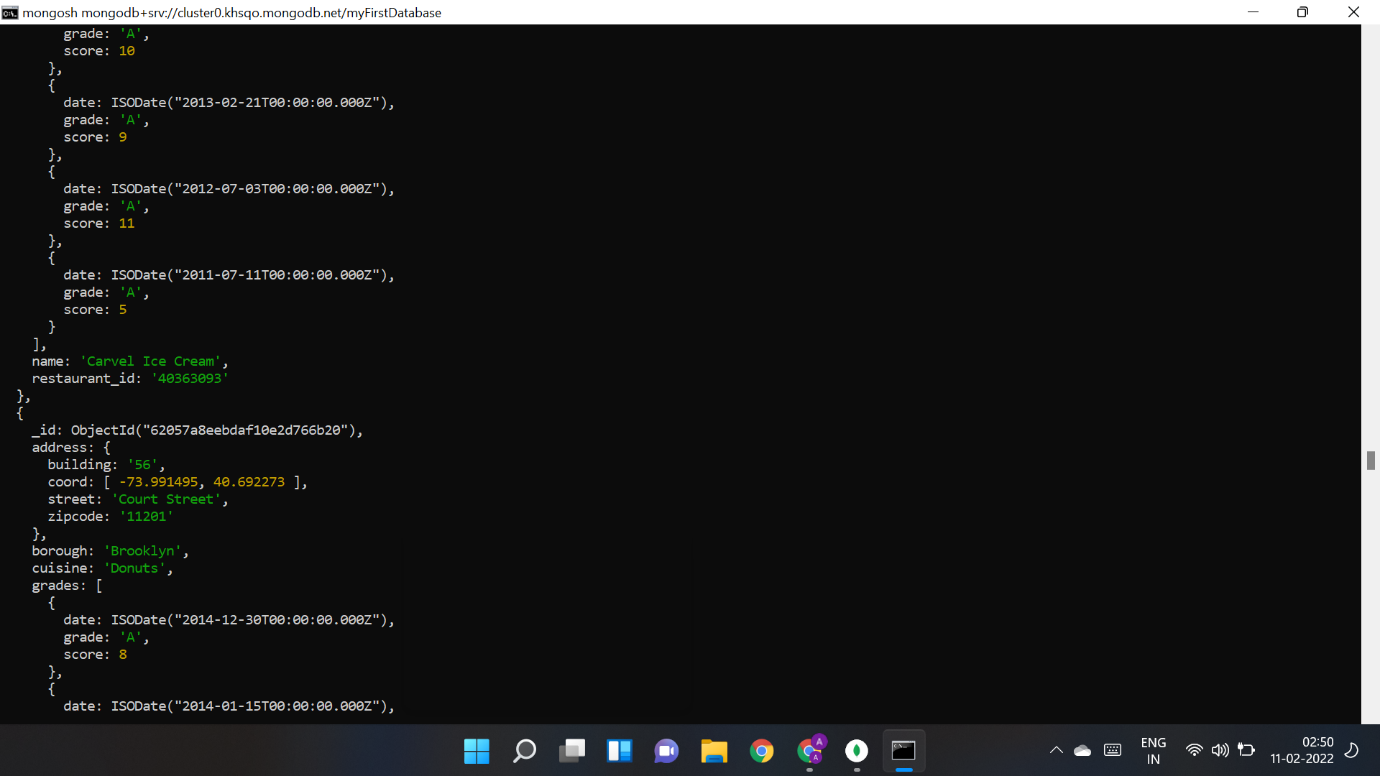 mongosh mongodb+srv://cluster0.khsqo.mongodb.net/myFirstDatabase
grade: 'A',
score: 10
},
{
date: ISODate("2013-02-21T00:00:00.000Z"),
grade: 'A',
score: 9
},
{
date: ISODate("2012-07-03T00:00:00.000Z"),
grade: 'A',
score: 11
},
{
date: ISODate("2011-07-11T00:00:00.000Z"),
grade: 'A',
score: 5
}
],
name: 'Carvel Ice Cream',
restaurant_id: '40363093'
},
{
_id: ObjectId("62057a8eebdaf10e2d766b20"),
address: {
building: '56',
coord: [ -73.991495, 40.692273 ],
street: 'Court Street',
zipcode: '11201'
},
borough: 'Brooklyn',
cuisine: 'Donuts',
grades: [
{
date: ISODate("2014-12-30T00:00:00.000Z"),
grade: 'A',
score: 8
},
{
date: ISODate("2014-01-15T00:00:00.000Z"),
A
A
ENG
IN
02:50
11-02-2022